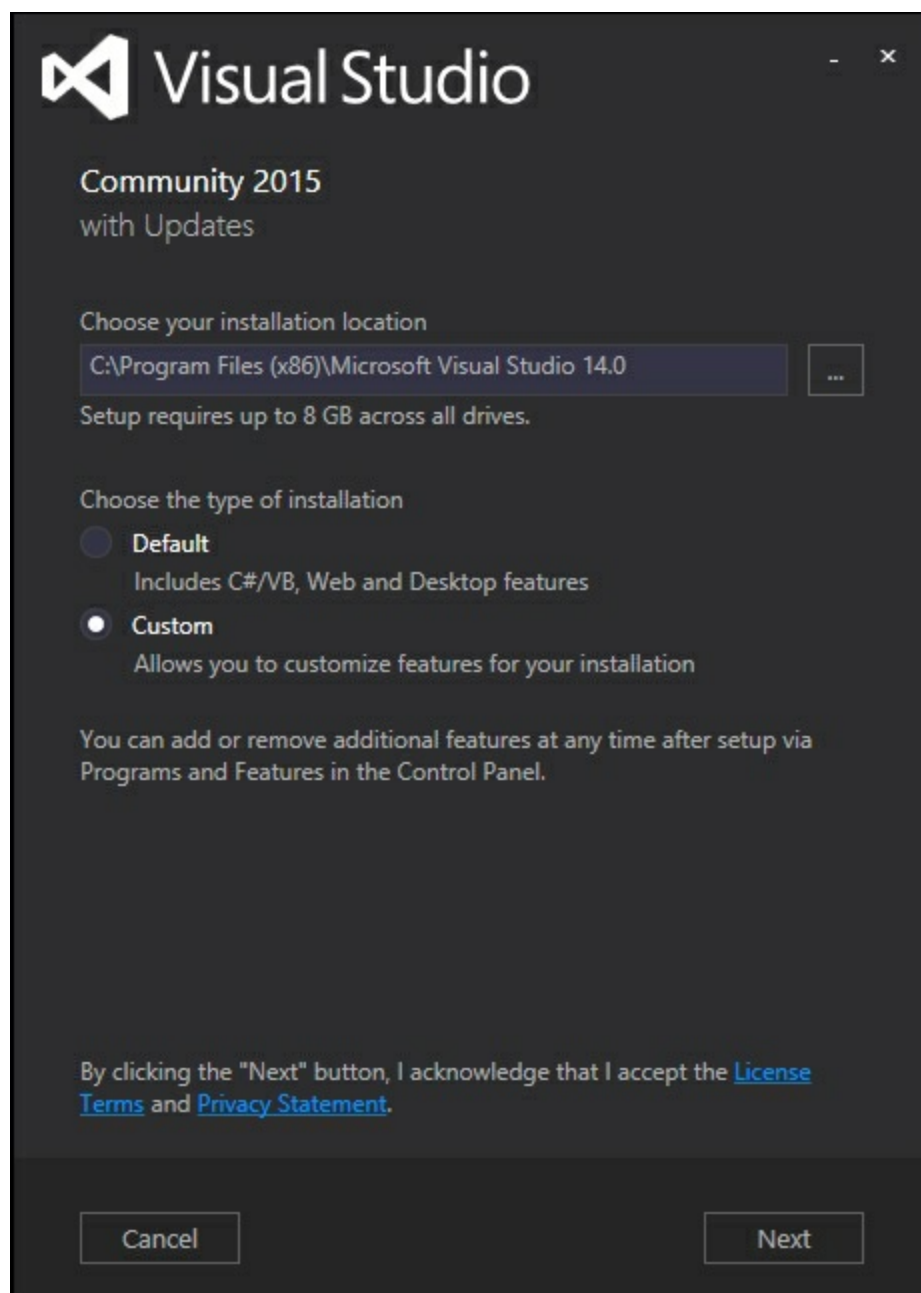 Visual Studio
Community 2015
with Updates
Choose your installation location
C:\Program Files (x86)\Microsoft Visual Studio 14.0
...
Setup requires up to 8 GB across all drives.
Choose the type of installation
Default
Includes C#/VB, Web and Desktop features
Custom
Allows you to customize features for your installation
You can add or remove additional features at any time after setup via
Programs and Features in the Control Panel.
By clicking the "Next" button, I acknowledge that I accept the License
Terms and Privacy Statement.
Cancel
Next